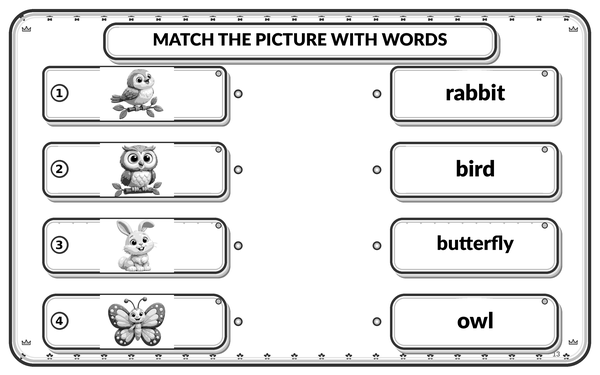 MATCH THE PICTURE WITH WORDS
① rabbit
② bird
③ butterfly
④ owl
13